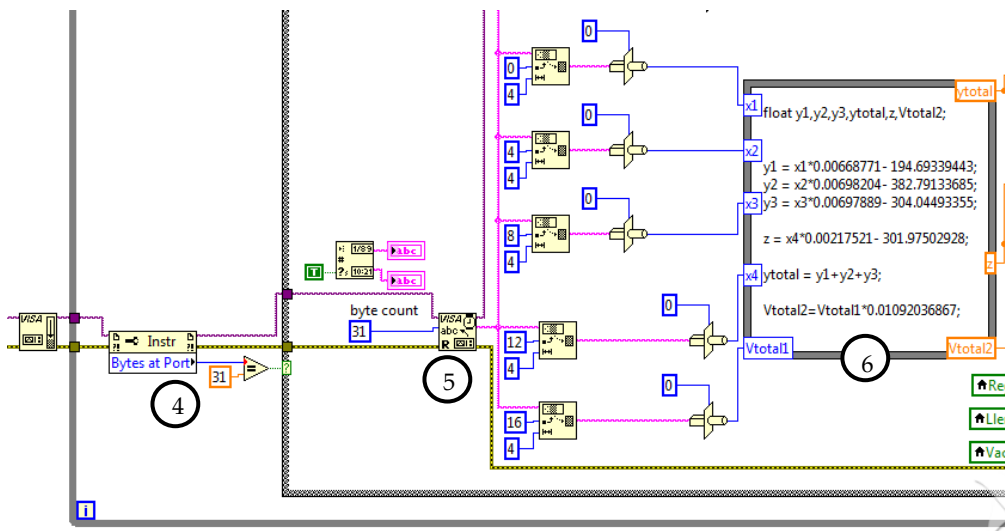 0
0
4
x1
ytotal
float y1,y2,y3,ytotal,z,Vtotal2;
0
4
4
x2
y1 = x1*0.00668771- 194.69339443;
y2 = x2*0.00698204- 382.79133685;
y3 = x3*0.00697889- 304.04493355;
0
8
4
x3
z = x4*0.00217521- 301.97502928;
z
T
#
1/89
?:
10:21
abc
abc
x4
ytotal = y1+y2+y3;
Vtotal2=Vtotal1*0.01092036867;
byte count
31
VISA
abc
R
0
12
4
VISA
Instr
Bytes at Port
31
=
?
4
5
Vtotal1
6
Vtotal2
0
16
4
Re
Lle
Vac
i